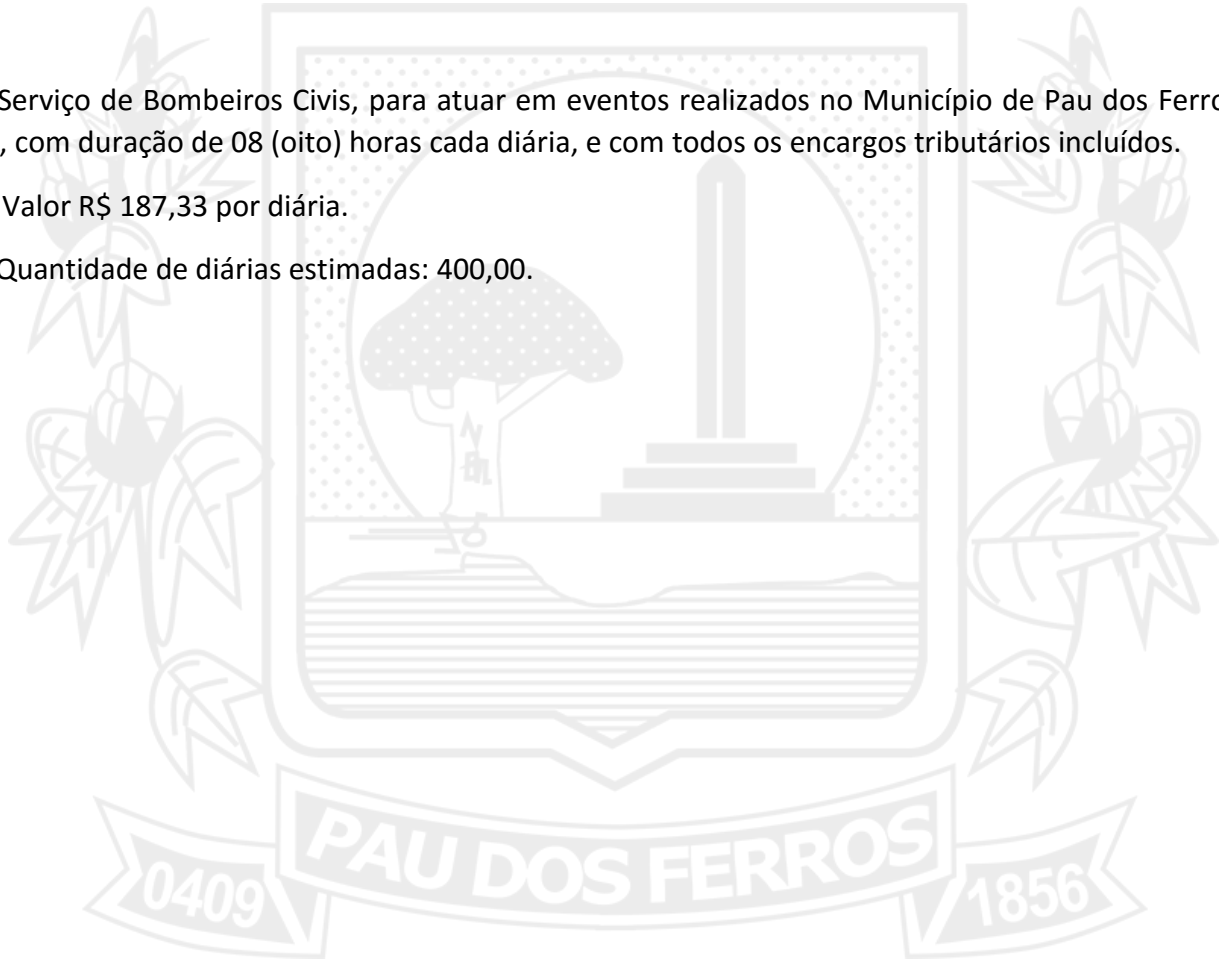 Serviço de Bombeiros Civis, para atuar em eventos realizados no Município de Pau dos Ferro
, com duração de 08 (oito) horas cada diária, e com todos os encargos tributários incluídos.
Valor R$ 187,33 por diária.
Quantidade de diárias estimadas: 400,00.
PAU DOS FERROS
0409
1856